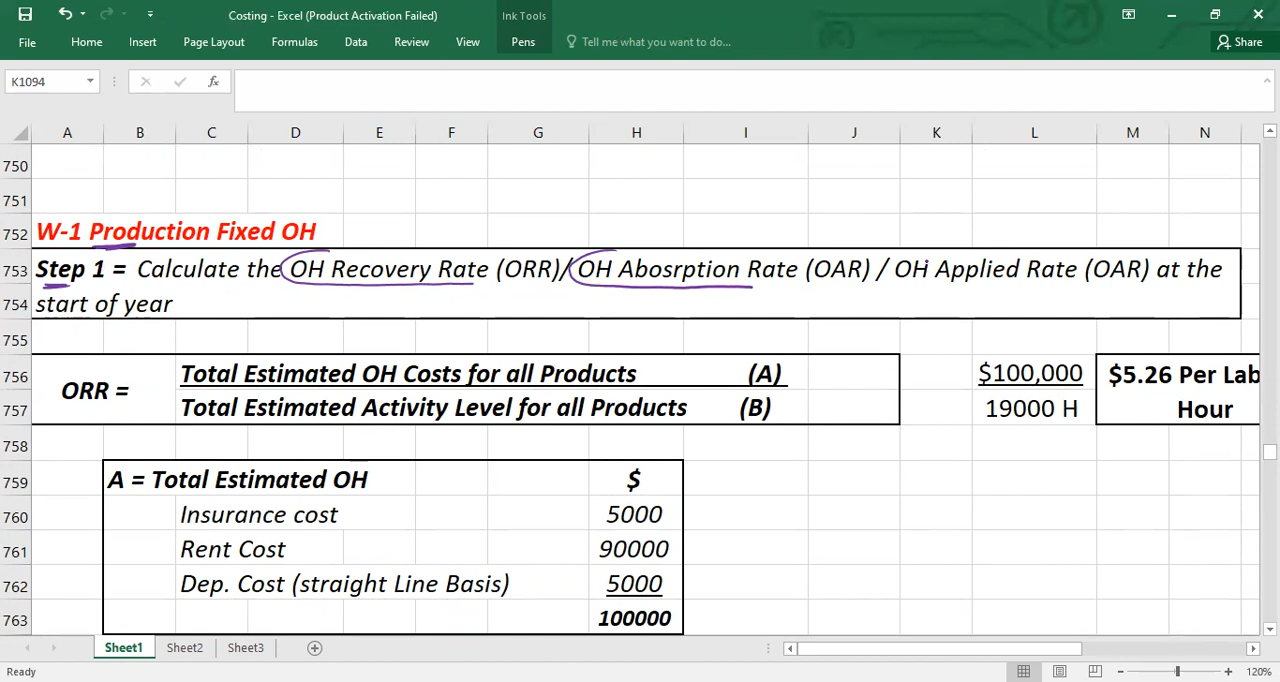 Costing - Excel (Product Activation Failed)
Ink Tools
File Home Insert Page Layout Formulas Data Review View Pens Tell me what you want to do... Share
K1094 fx
A B C D E F G H I J K L M N
750
751
752 W-1 Production Fixed OH
753 Step 1 = Calculate the OH Recovery Rate (ORR)/ OH Abosrption Rate (OAR) / OH Applied Rate (OAR) at the
754 start of year
755
756 Total Estimated OH Costs for all Products (A) $100,000 $5.26 Per Lab
ORR =
757 Total Estimated Activity Level for all Products (B) 19000 H Hour
758
759 A = Total Estimated OH $
760 Insurance cost 5000
761 Rent Cost 90000
762 Dep. Cost (straight Line Basis) 5000
763 100000
Sheet1 Sheet2 Sheet3
Ready 120%